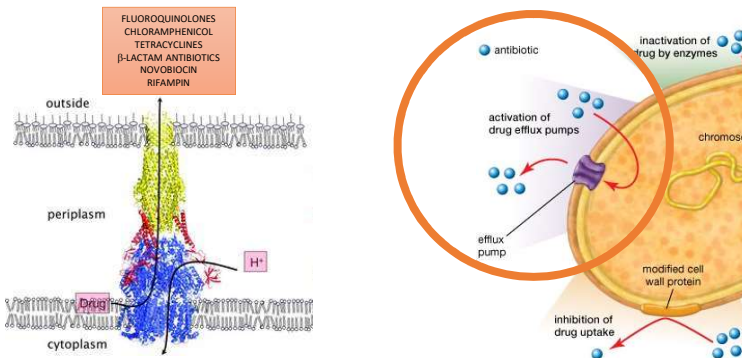 FLUOROQUINOLONES
CHLORAMPHENICOL
TETRACYCLINES
β-LACTAM ANTIBIOTICS
NOVOBIOCIN
RIFAMPIN
outside
periplasm
H⁺
Drug
cytoplasm
antibiotic
inactivation of
drug by enzymes
activation of
drug efflux pumps
chromoso
efflux
pump
modified cell
wall protein
inhibition of
drug uptake